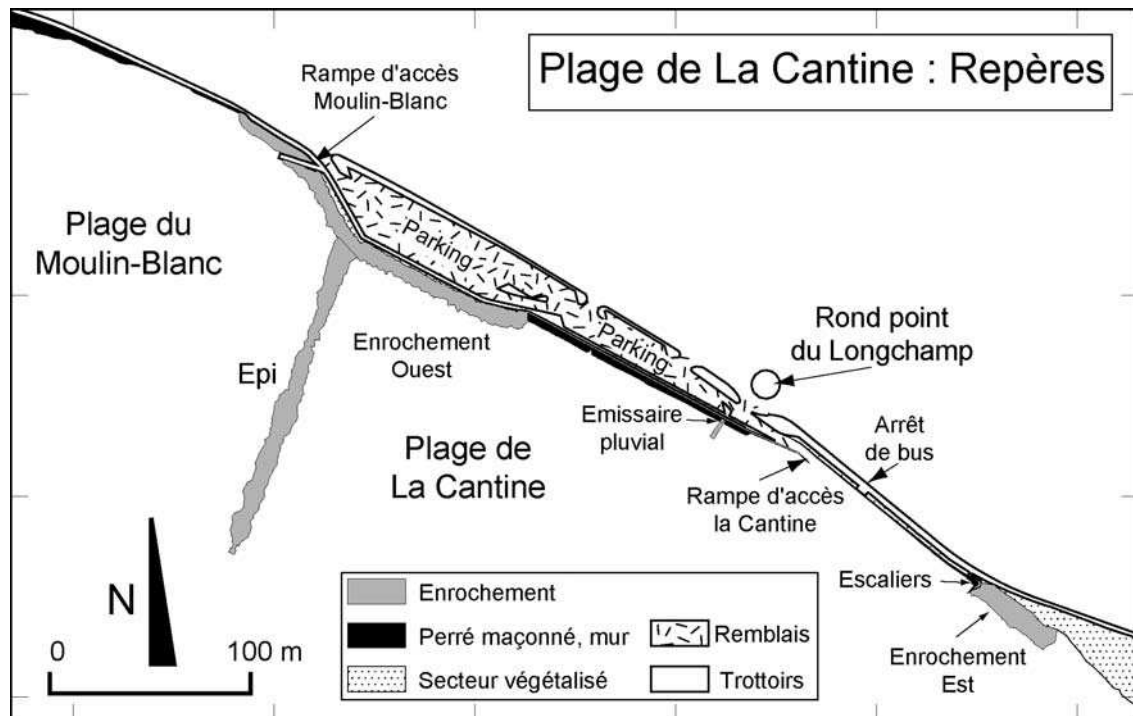 Plage de La Cantine : Repères
Rampe d'accès
Moulin-Blanc
Plage du
Moulin-Blanc
Parking
Parking
Rond point
du Longchamp
Enrochement
Ouest
Epi
Emissaire
pluvial
Arrêt
de bus
Plage de
La Cantine
Rampe d'accès
la Cantine
Escaliers
Enrochement
Est
N
0 100 m
Enrochement
Perré maçonné, mur
Secteur végétalisé
Remblais
Trottoirs